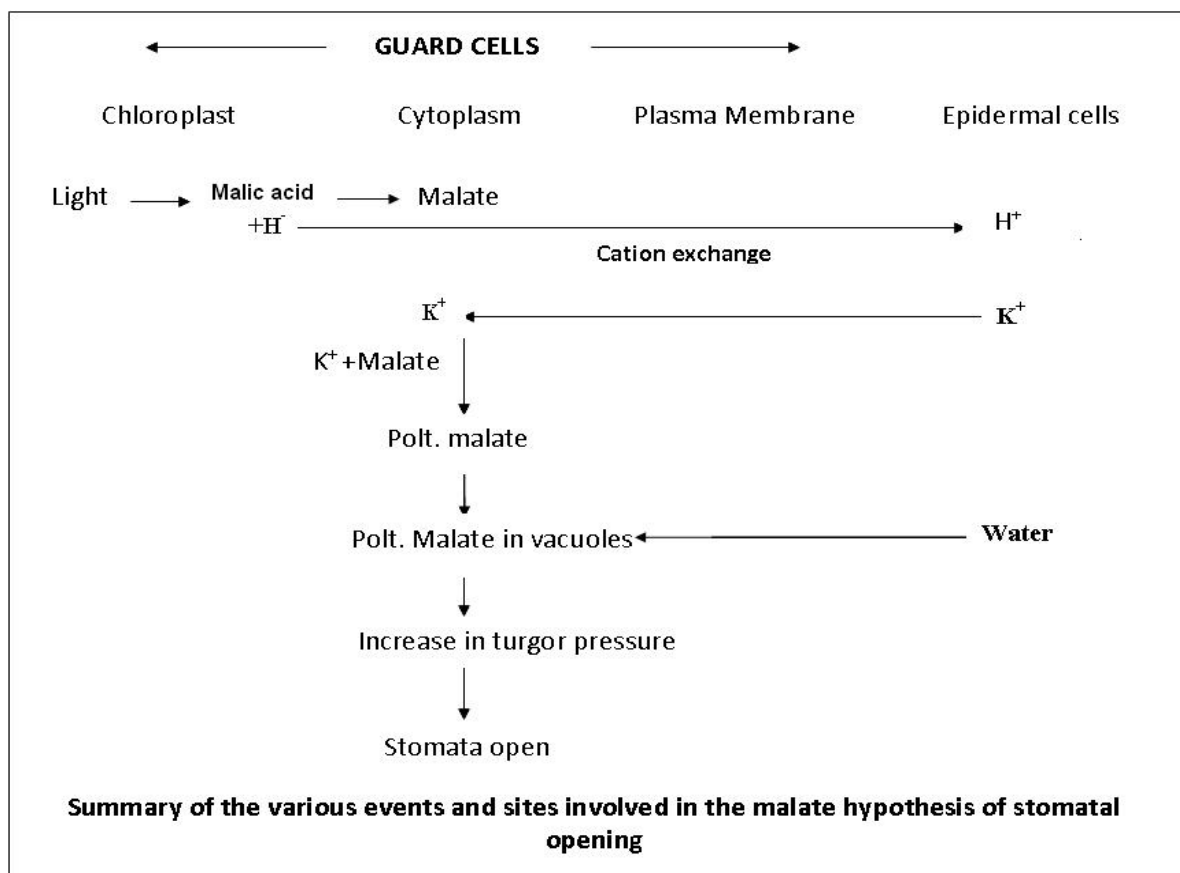 GUARD CELLS
Chloroplast Cytoplasm Plasma Membrane Epidermal cells
Light Malic acid Malate
+H⁻ H⁺
Cation exchange
K⁺ K⁺
K⁺+Malate
Polt. malate
Polt. Malate in vacuoles Water
Increase in turgor pressure
Stomata open
Summary of the various events and sites involved in the malate hypothesis of stomatal
opening